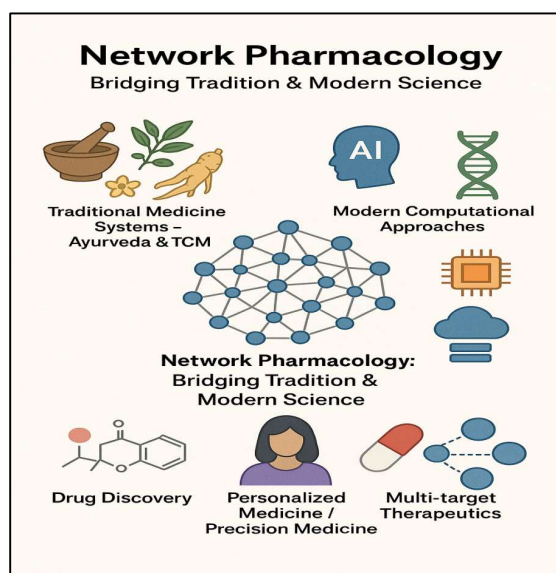 Network Pharmacology
Bridging Tradition & Modern Science
AI
Traditional Medicine
Systems –
Ayurveda & TCM
Modern Computational
Approaches
Network Pharmacology:
Bridging Tradition &
Modern Science
O
O
Drug Discovery
Personalized
Medicine /
Precision Medicine
Multi-target
Therapeutics